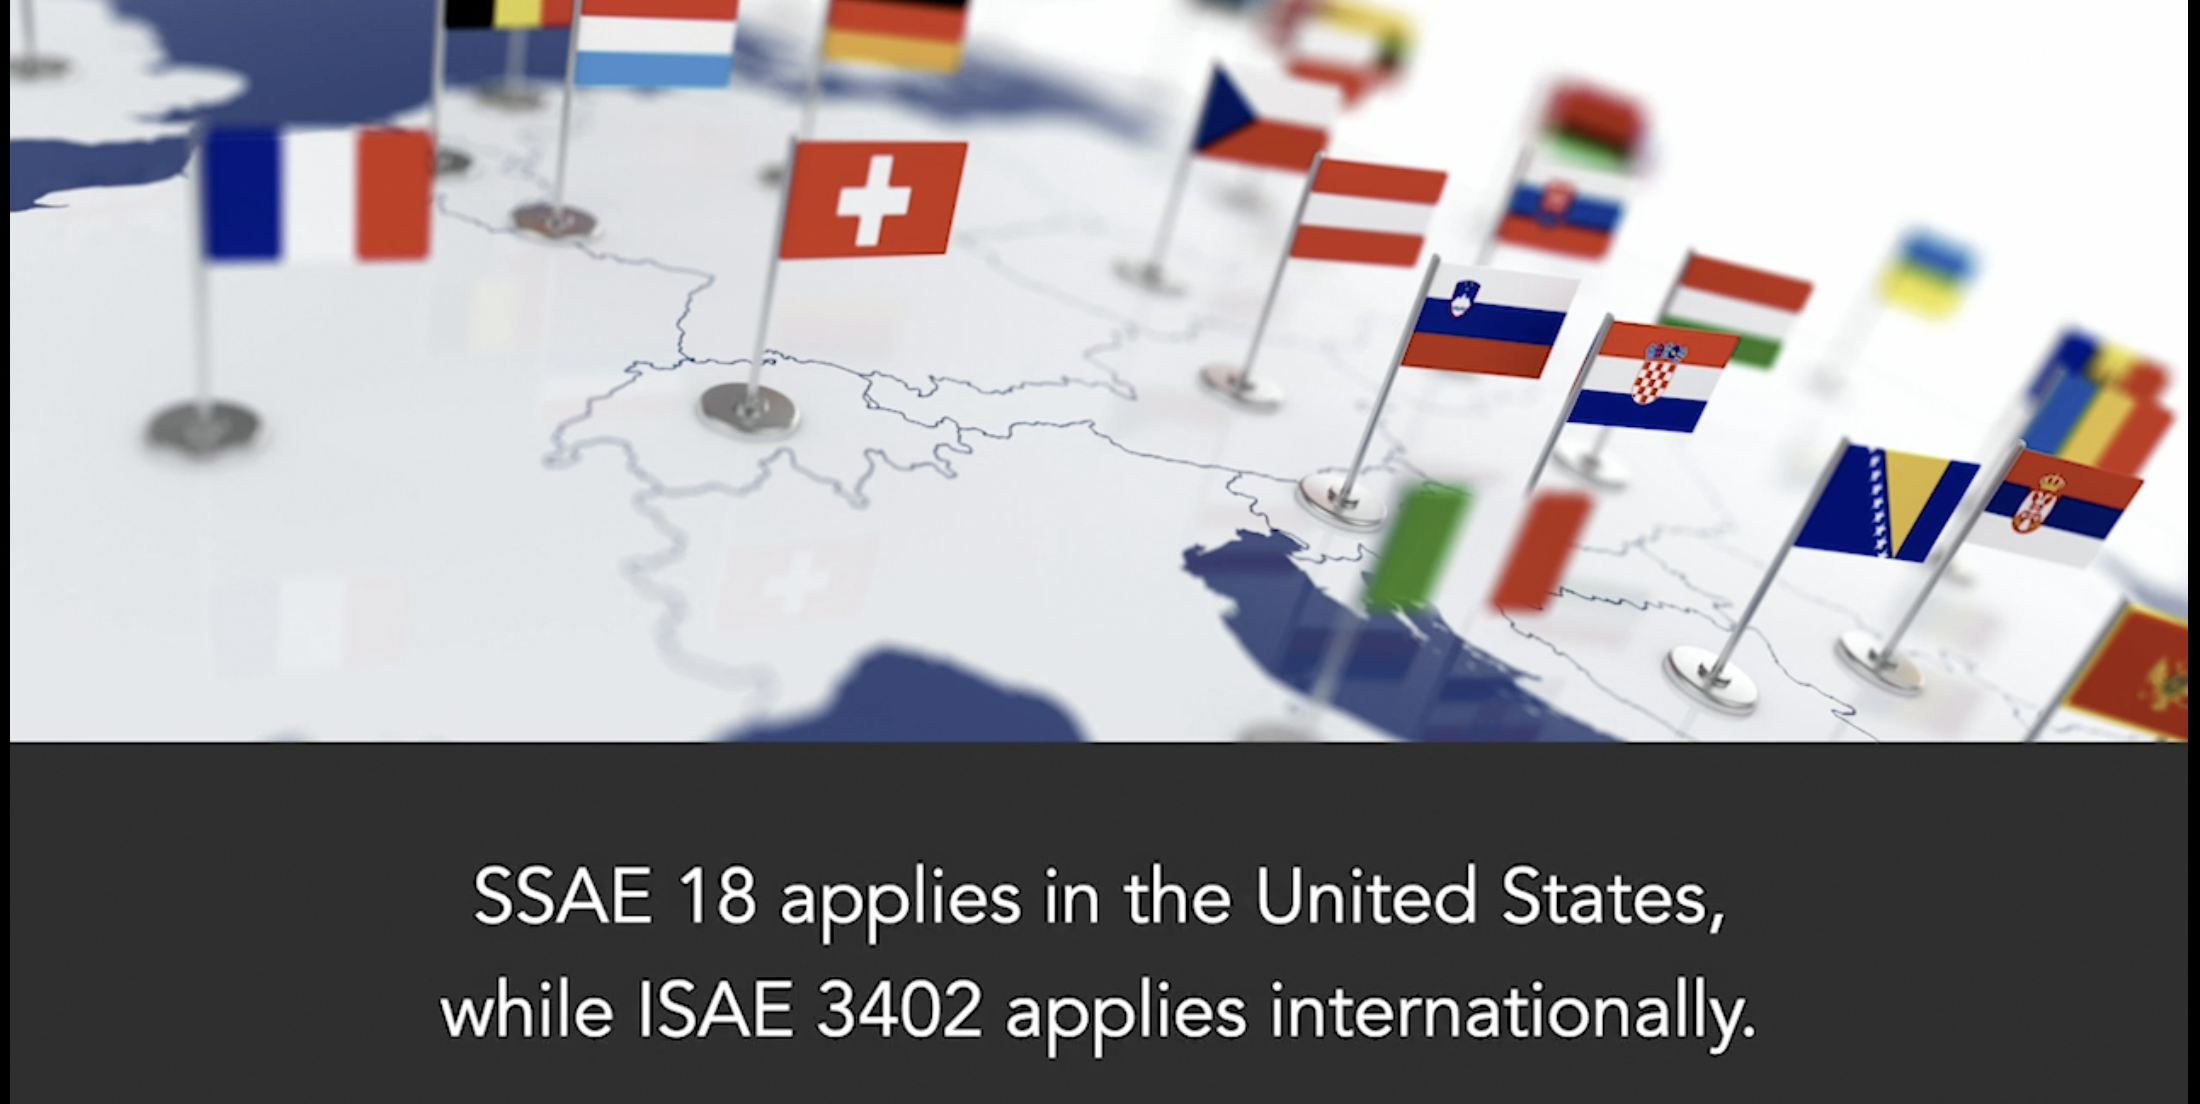 SSAE 18 applies in the United States,
while ISAE 3402 applies internationally.